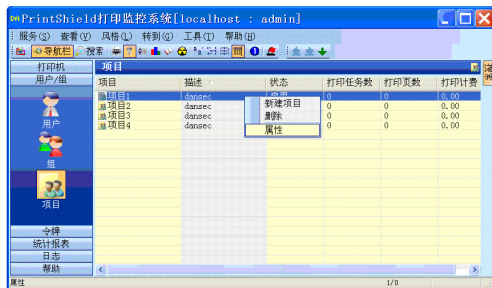 PrintShield打印监控系统[localhost : admin]
服务(S) 查看(V) 风格(L) 转到(G) 工具(T) 帮助(H)
导航栏 搜索
打印机
用户/组
用户
组
项目
令牌
统计报表
日志
帮助
项目
项目 描述 状态 打印任务数 打印页数 打印计费
项目1 dansec 启用 0 0 0.00
项目2 dansec 0 0 0.00
项目3 dansec 0 0 0.00
项目4 dansec 0 0 0.00
新建项目
删除
属性
属性 1/0